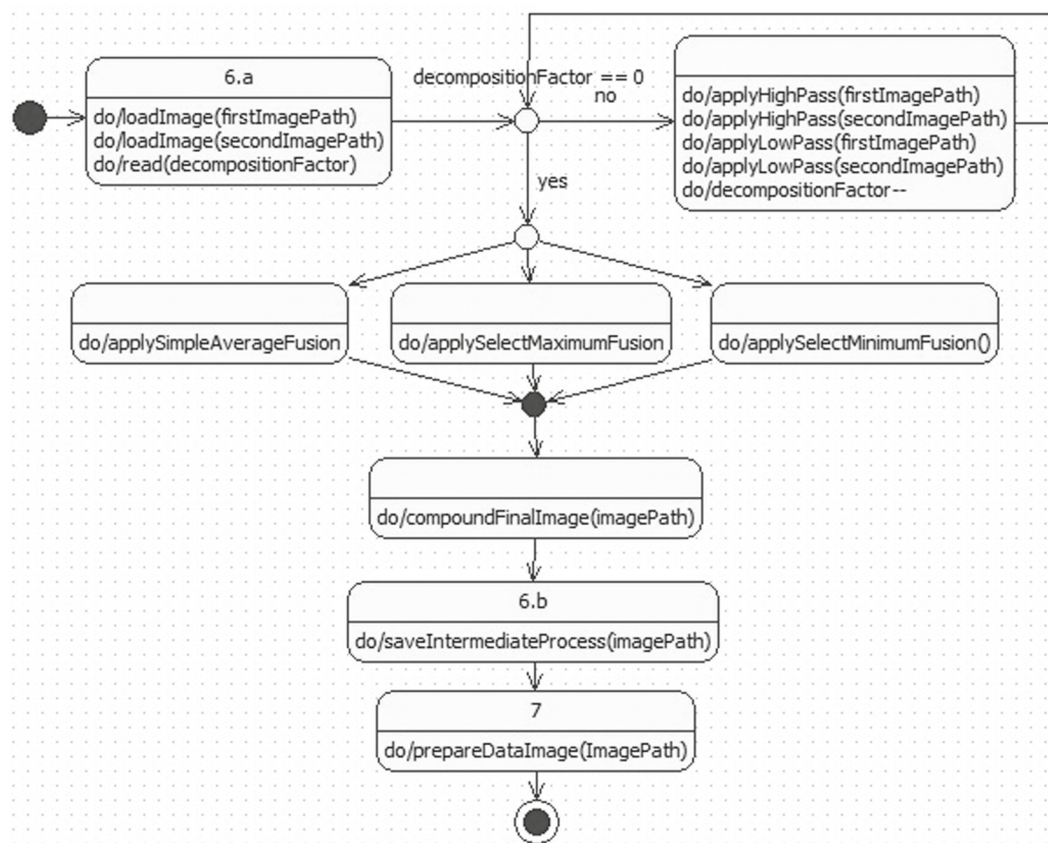 6.a
do/loadImage(firstImagePath)
do/loadImage(secondImagePath)
do/read(decompositionFactor)
decompositionFactor == 0
no
do/applyHighPass(firstImagePath)
do/applyHighPass(secondImagePath)
do/applyLowPass(firstImagePath)
do/applyLowPass(secondImagePath)
do/decompositionFactor--
yes
do/applySimpleAverageFusion
do/applySelectMaximumFusion
do/applySelectMinimumFusion()
do/compoundFinalImage(imagePath)
6.b
do/saveIntermediateProcess(imagePath)
7
do/prepareDataImage(ImagePath)